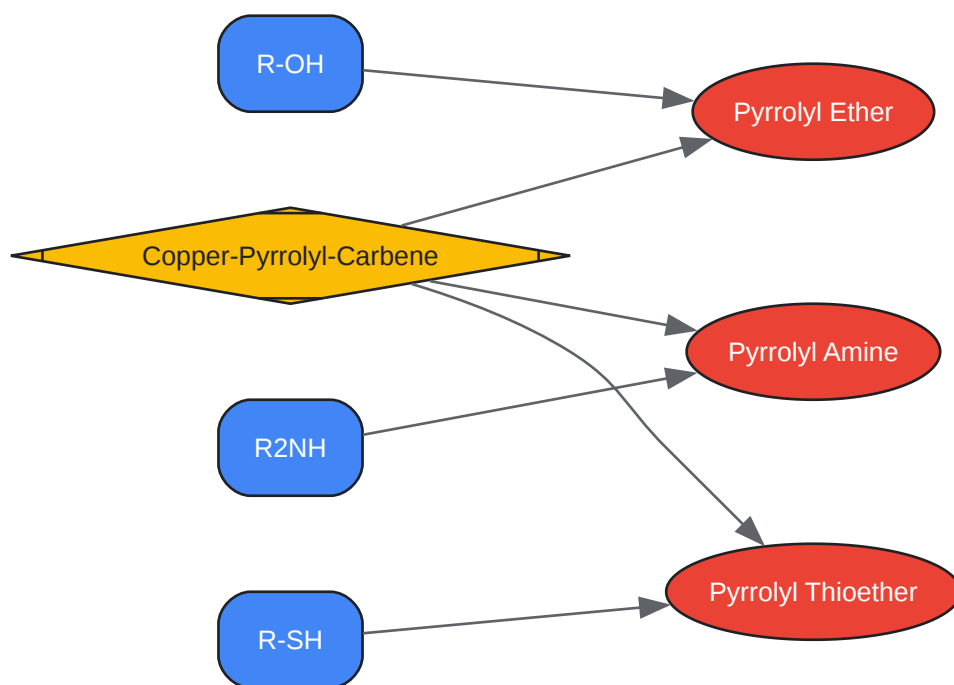 R-OH
Pyrrolyl Ether
Copper-Pyrrolyl-Carbene
Pyrrolyl Amine
R2NH
Pyrrolyl Thioether
R-SH